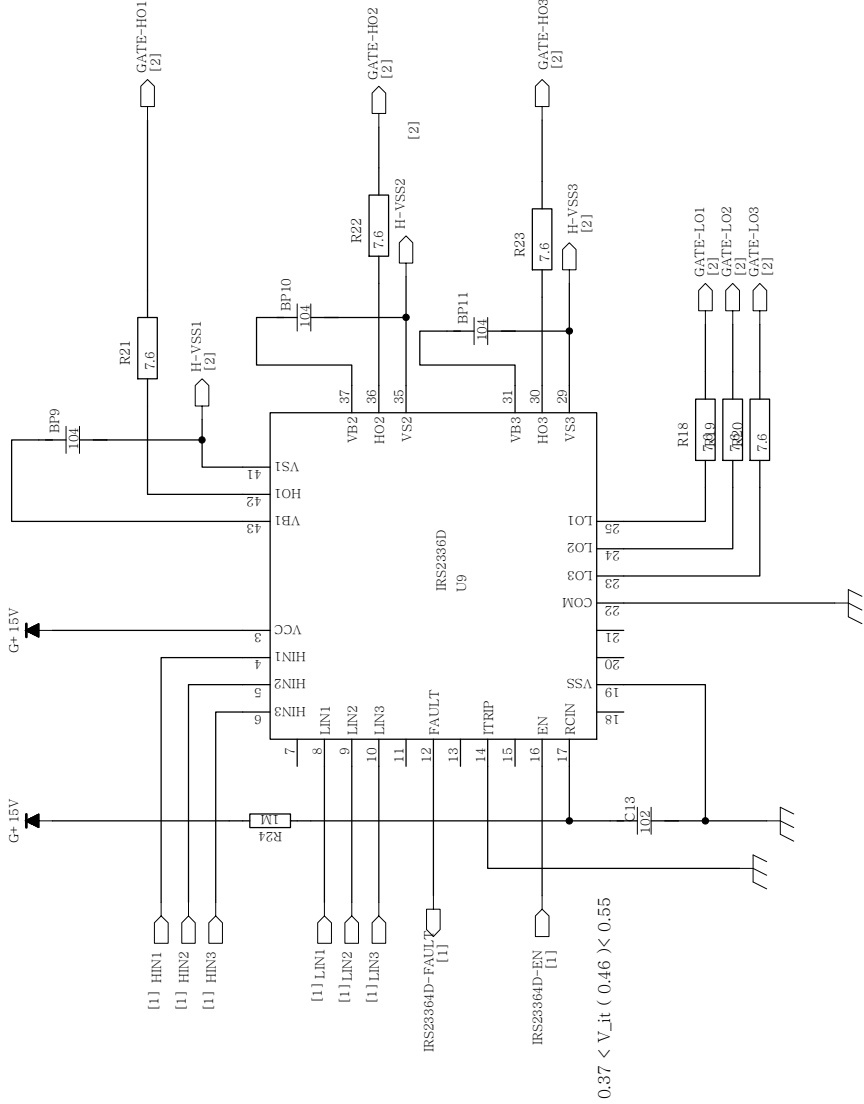 GATE-HO1
[2]
GATE-HO2
[2]
GATE-HO3
[2]
[2]
R21
7.6
R22
7.6
R23
7.6
H-VSS1
[2]
H-VSS2
H-VSS3
[2]
BP9
104
BP10
104
BP11
104
GATE-LO1
[2]
GATE-LO2
[2]
GATE-LO3
[2]
R18
7.6
G+15V
G+15V
41
VS1
42
HO1
43
VB1
3
VCC
4
HIN1
5
HIN2
6
HIN3
37
VB2
36
HO2
35
VS2
31
VB3
30
HO3
29
VS3
IRS2336D
U9
LO1
25
LO2
24
LO3
23
COM
22
21
20
VSS
19
18
7
8
LIN1
9
LIN2
10
LIN3
11
12
FAULT
13
14
ITRIP
15
16
EN
17
RCIN
R24
1M
C13
102
[1] HIN1
[1] HIN2
[1] HIN3
[1] LIN1
[1] LIN2
[1] LIN3
IRS23364D-FAULT
[1]
IRS23364D-EN
[1]
0.37 < V_it ( 0.46 )< 0.55